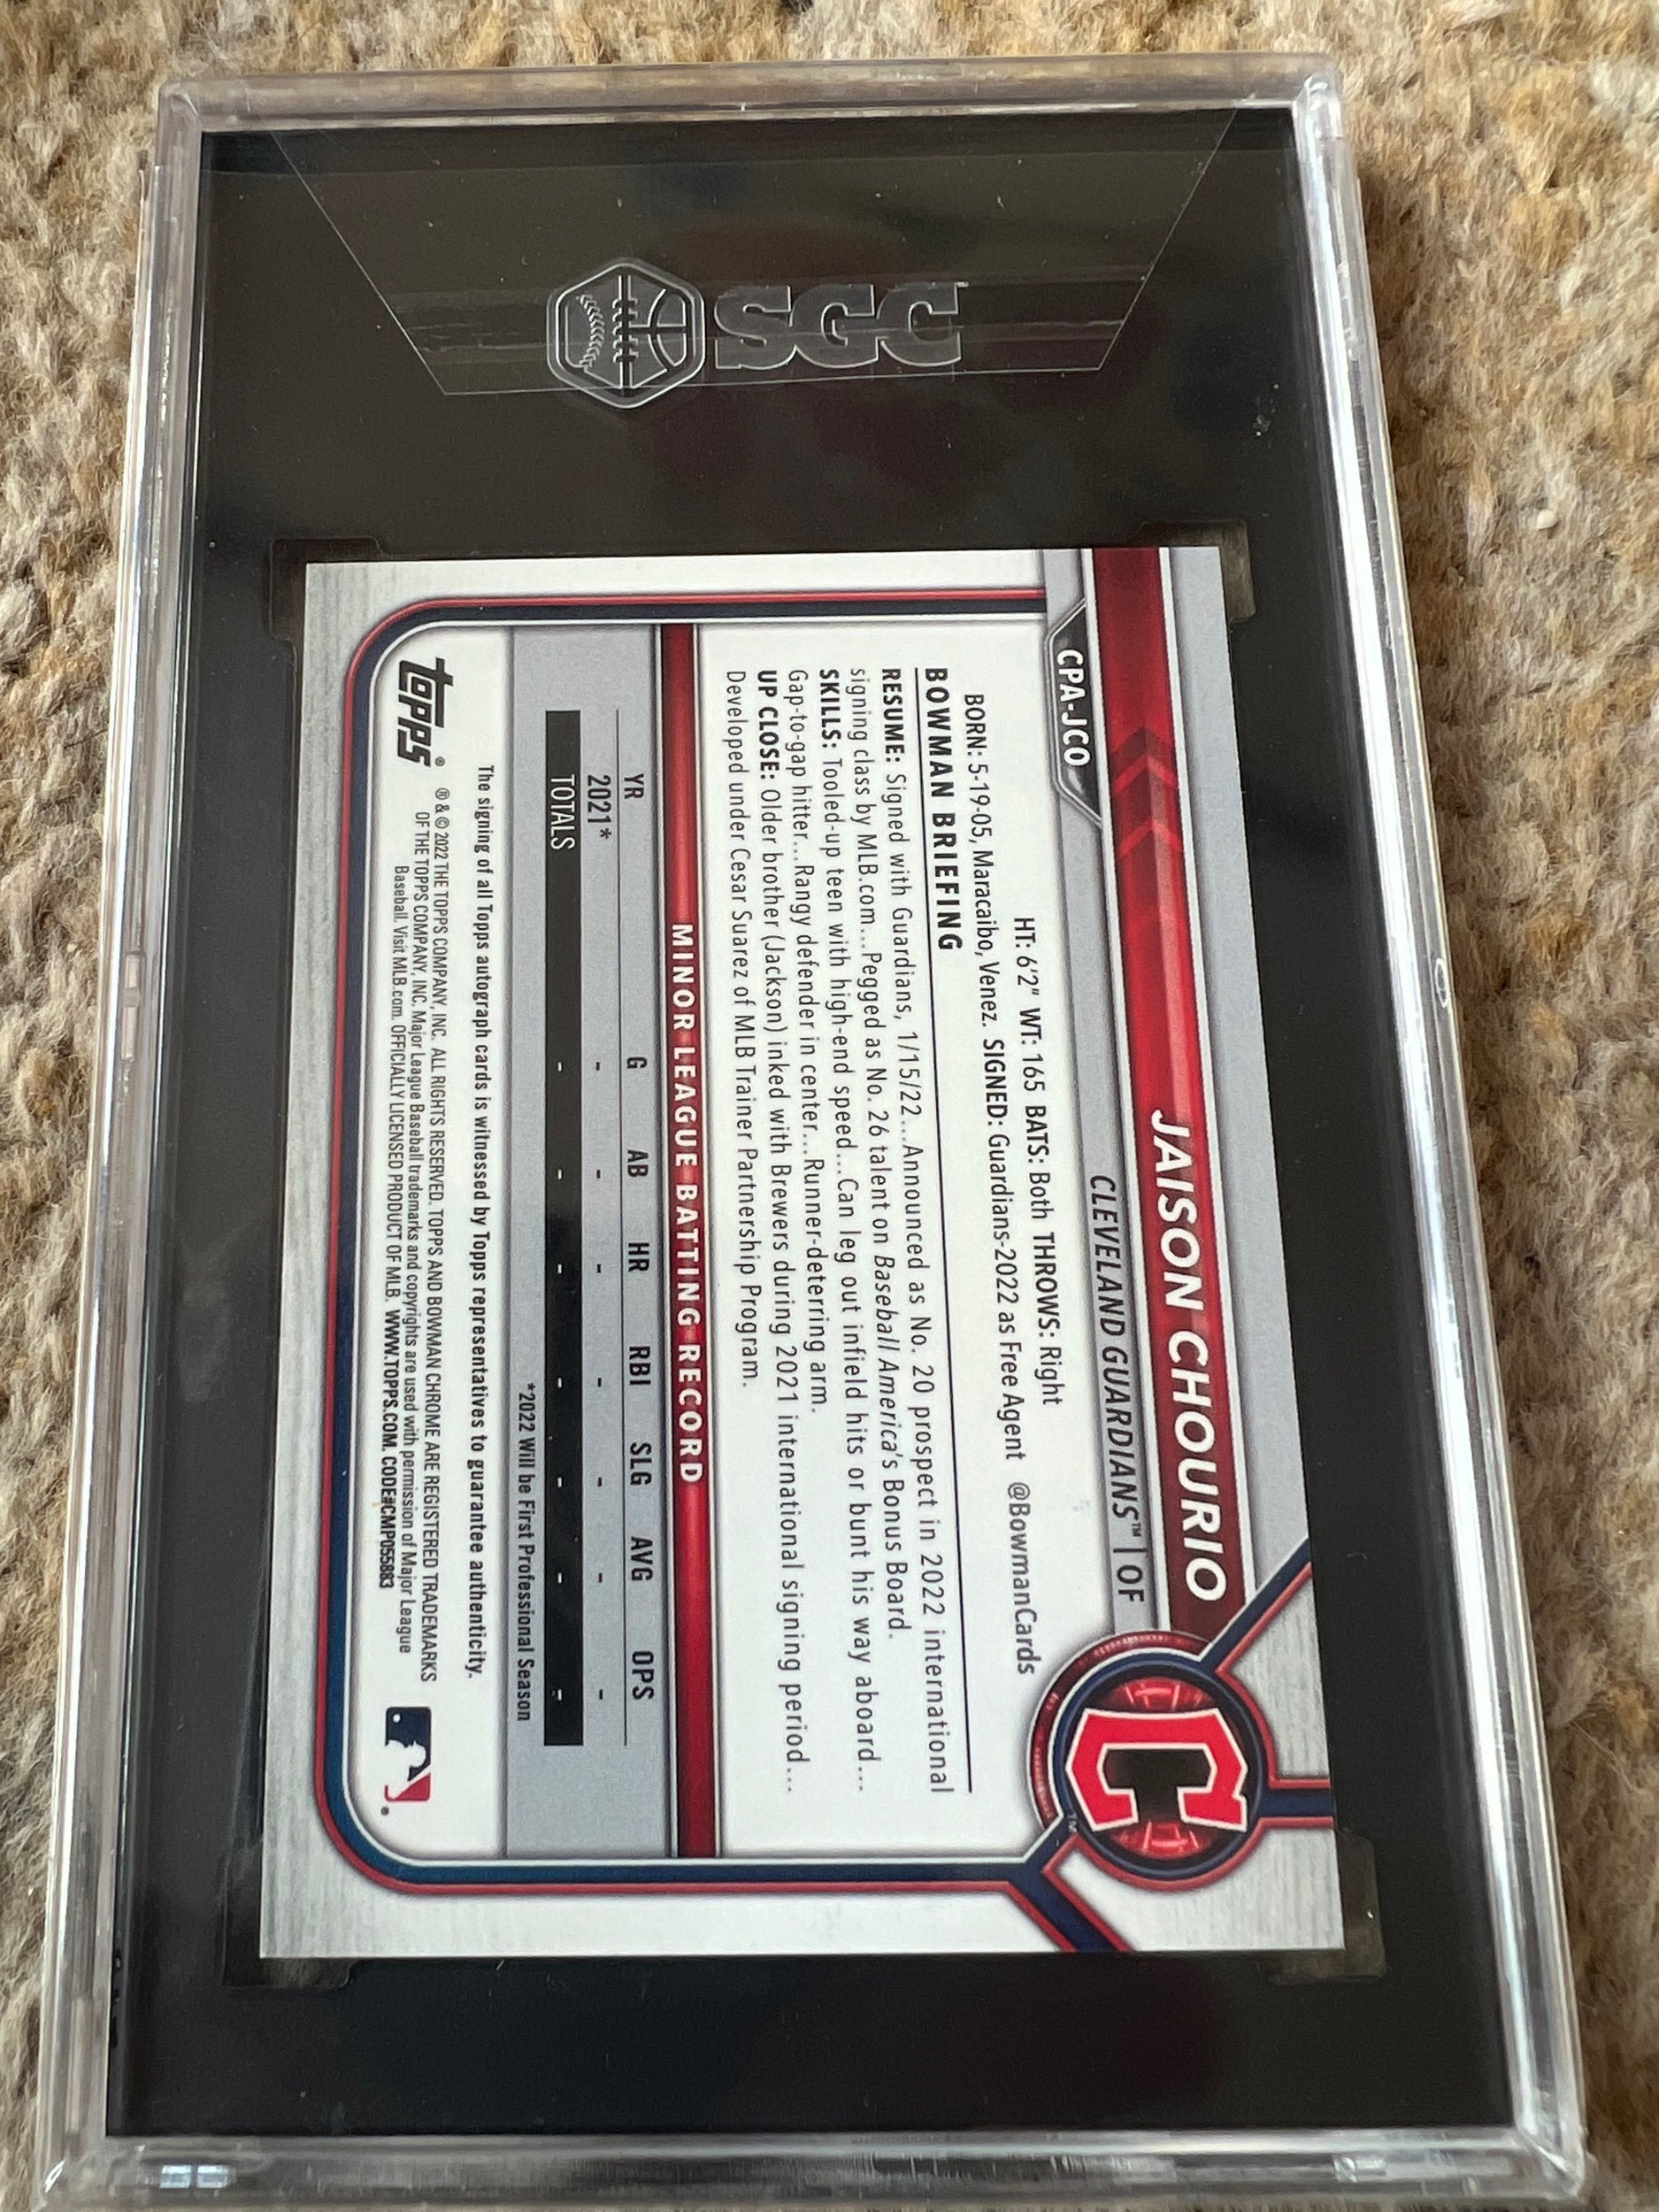 SGC
JAISON CHOURIO
CLEVELAND GUARDIANS™ | OF
C
TM
CPA-JCO
HT: 6'2" WT: 165 BATS: Both THROWS: Right
BORN: 5-19-05, Maracaibo, Venez. SIGNED: Guardians-2022 as Free Agent @BowmanCards
BOWMAN BRIEFING
RESUME: Signed with Guardians, 1/15/22...Announced as No. 20 prospect in 2022 international
signing class by MLB.com...Pegged as No. 26 talent on Baseball America's Bonus Board.
SKILLS: Tooled-up teen with high-end speed...Can leg out infield hits or bunt his way aboard...
Gap-to-gap hitter...Rangy defender in center...Runner-deterring arm.
UP CLOSE: Older brother (Jackson) inked with Brewers during 2021 international signing period...
Developed under Cesar Suarez of MLB Trainer Partnership Program.
MINOR LEAGUE BATTING RECORD
YR G AB HR RBI SLG AVG OPS
2021* - - - - - - -
TOTALS - - - - - - -
*2022 Will be First Professional Season
The signing of all Topps autograph cards is witnessed by Topps representatives to guarantee authenticity.
topps®
® & © 2022 THE TOPPS COMPANY, INC. ALL RIGHTS RESERVED. TOPPS AND BOWMAN CHROME ARE REGISTERED TRADEMARKS
OF THE TOPPS COMPANY, INC. Major League Baseball trademarks and copyrights are used with permission of Major League
Baseball. Visit MLB.com. OFFICIALLY LICENSED PRODUCT OF MLB. WWW.TOPPS.COM. CODE#CMP055883
®